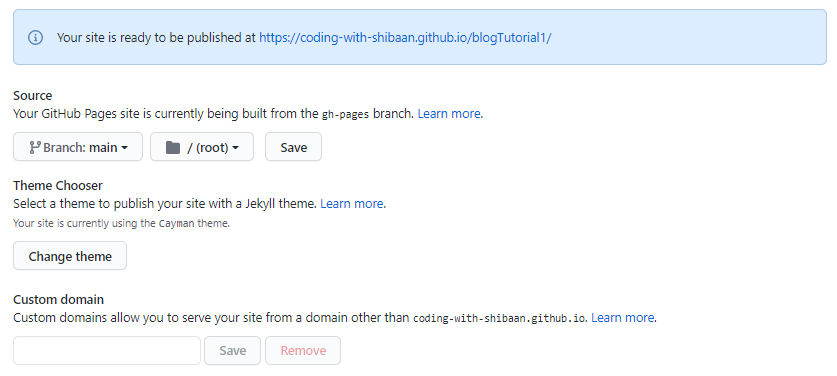 Your site is ready to be published at https://coding-with-shibaan.github.io/blogTutorial1/
Source
Your GitHub Pages site is currently being built from the gh-pages branch. Learn more.
Branch: main / (root) Save
Theme Chooser
Select a theme to publish your site with a Jekyll theme. Learn more.
Your site is currently using the Cayman theme.
Change theme
Custom domain
Custom domains allow you to serve your site from a domain other than coding-with-shibaan.github.io. Learn more.
Save Remove